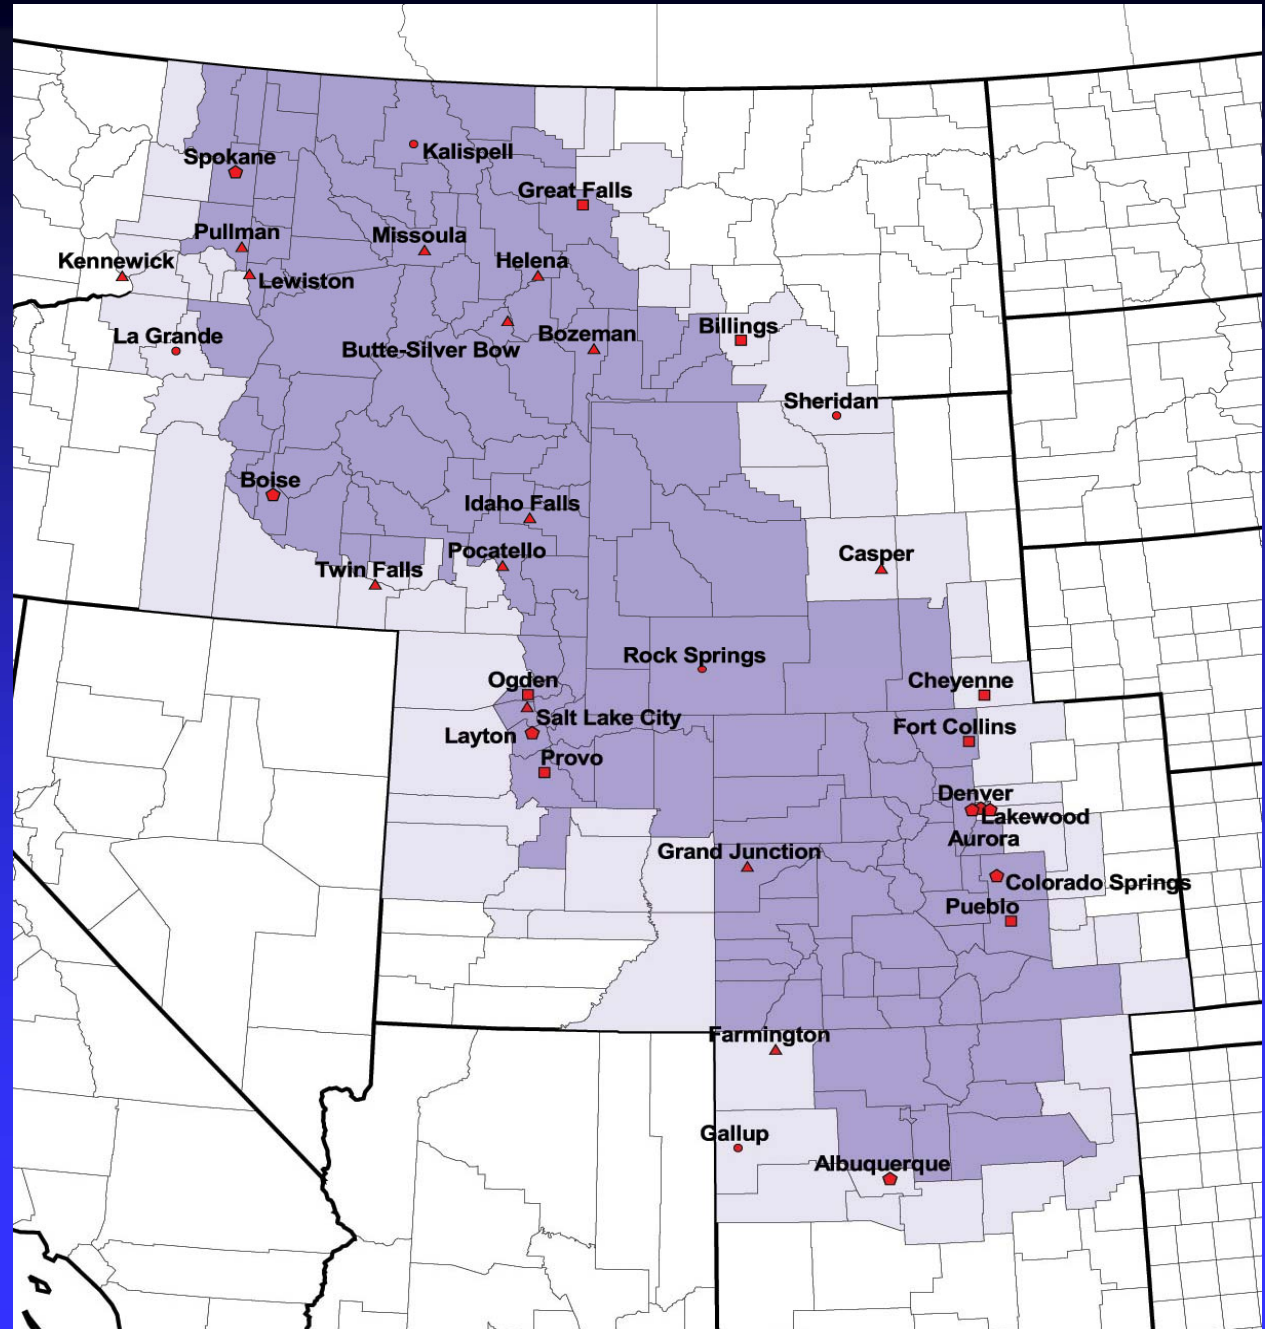 Spokane
Kalispell
Great Falls
Pullman
Missoula
Kennewick
Helena
Lewiston
La Grande
Billings
Bozeman
Butte-Silver Bow
Sheridan
Boise
Idaho Falls
Pocatello
Casper
Twin Falls
Rock Springs
Ogden
Cheyenne
Salt Lake City
Fort Collins
Layton
Provo
Denver
Lakewood
Aurora
Grand Junction
Colorado Springs
Pueblo
Farmington
Gallup
Albuquerque